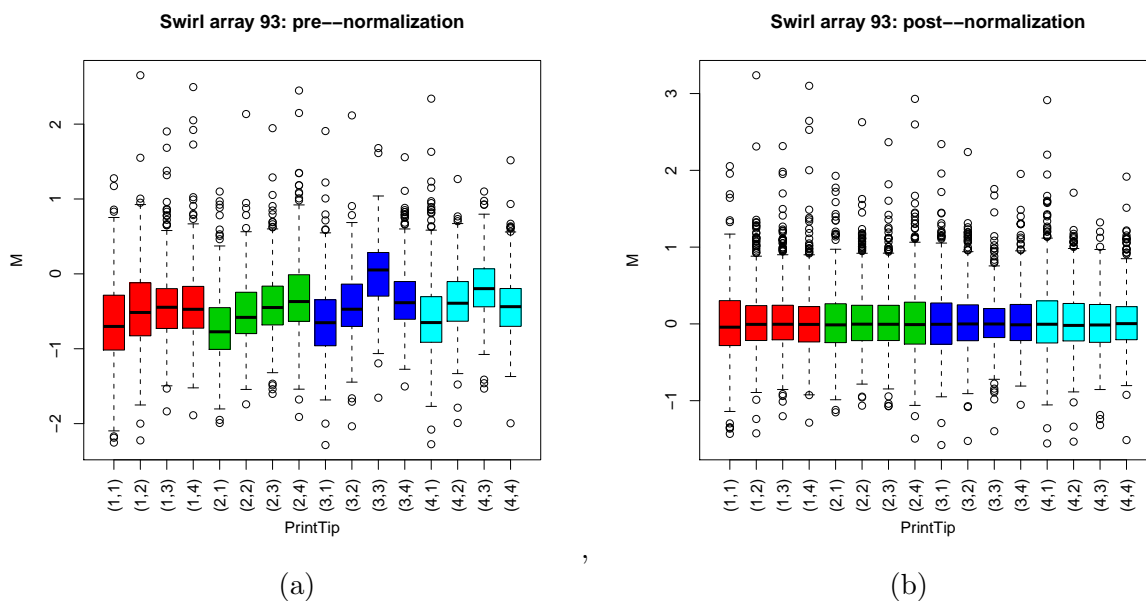 Swirl array 93: pre−−normalization
M
2
1
0
−1
−2
(1,1) (1,2) (1,3) (1,4) (2,1) (2,2) (2,3) (2,4) (3,1) (3,2) (3,3) (3,4) (4,1) (4,2) (4,3) (4,4)
PrintTip
(a)
,
Swirl array 93: post−−normalization
M
3
2
1
0
−1
(1,1) (1,2) (1,3) (1,4) (2,1) (2,2) (2,3) (2,4) (3,1) (3,2) (3,3) (3,4) (4,1) (4,2) (4,3) (4,4)
PrintTip
(b)